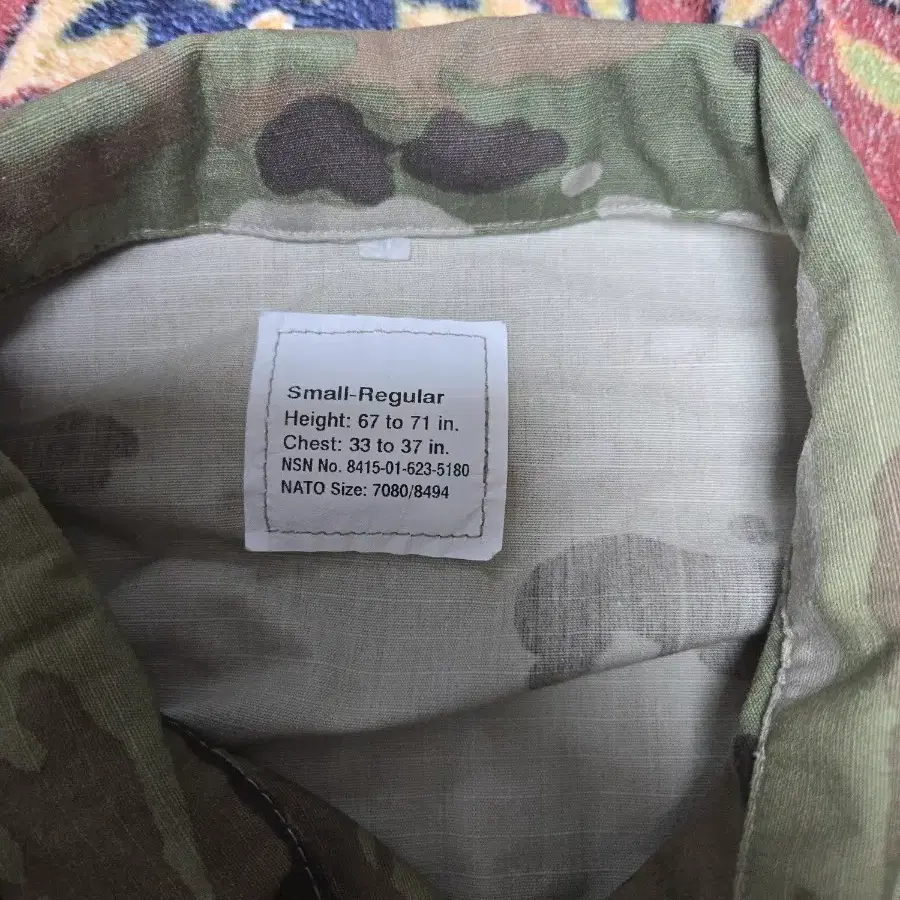 Small-Regular
Height: 67 to 71 in.
Chest: 33 to 37 in.
NSN No. 8415-01-623-5180
NATO Size: 7080/8494